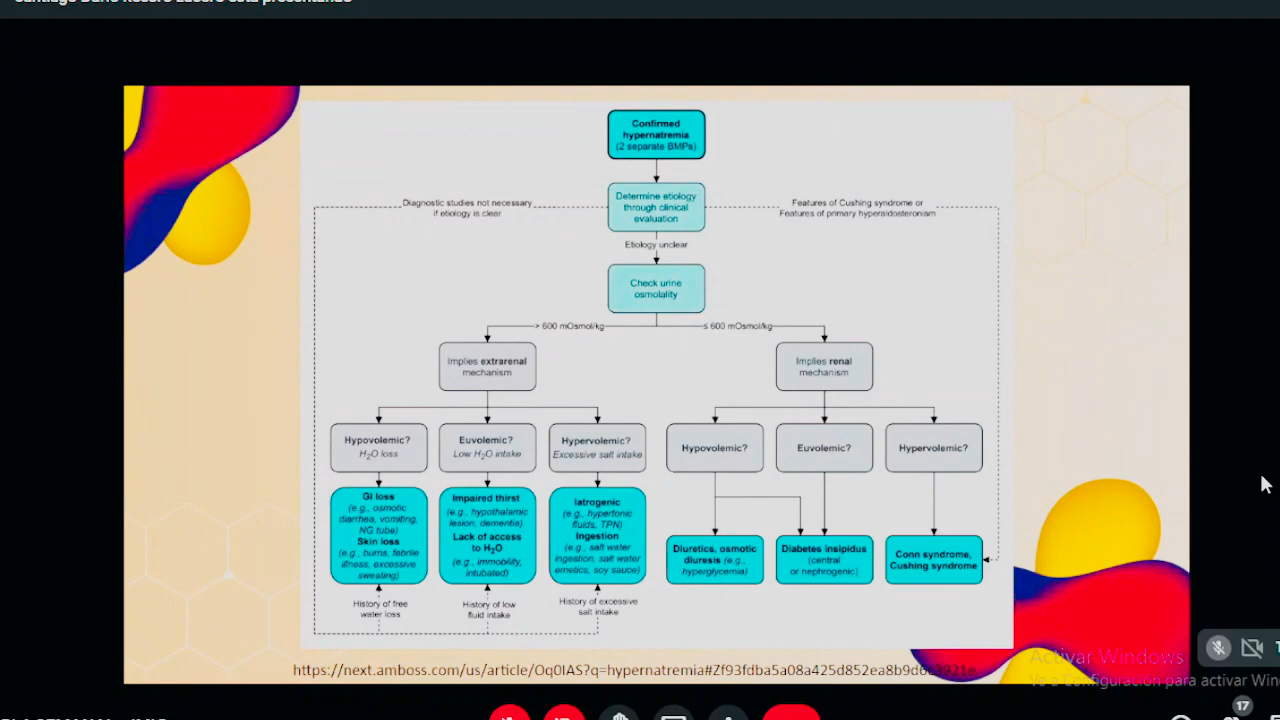 Confirmed
hypernatremia
(2 separate BMPs)
Determine etiology
through clinical
evaluation
Diagnostic studies not necessary
if etiology is clear
Features of Cushing syndrome or
Features of primary hyperaldosteronism
Etiology unclear
Check urine
osmolality
> 600 mOsmol/kg
≤ 600 mOsmol/kg
Implies extrarenal
mechanism
Implies renal
mechanism
Hypovolemic?
H₂O loss
Euvolemic?
Low H₂O intake
Hypervolemic?
Excessive salt intake
Hypovolemic?
Euvolemic?
Hypervolemic?
GI loss
(e.g., osmotic
diarrhea, vomiting,
NG tube)
Skin loss
(e.g., burns, febrile
illness, excessive
sweating)
Impaired thirst
(e.g., hypothalamic
lesion, dementia)
Lack of access
to H₂O
(e.g., immobility,
intubated)
Iatrogenic
(e.g., hypertonic
fluids, TPN)
Ingestion
(e.g., salt water
ingestion, salt water
emetics, soy sauce)
Diuretics, osmotic
diuresis (e.g.,
hyperglycemia)
Diabetes insipidus
(central
or nephrogenic)
Conn syndrome,
Cushing syndrome
History of free
water loss
History of low
fluid intake
History of excessive
salt intake
Activar Windows
Ve a Configuración para activar Win
17